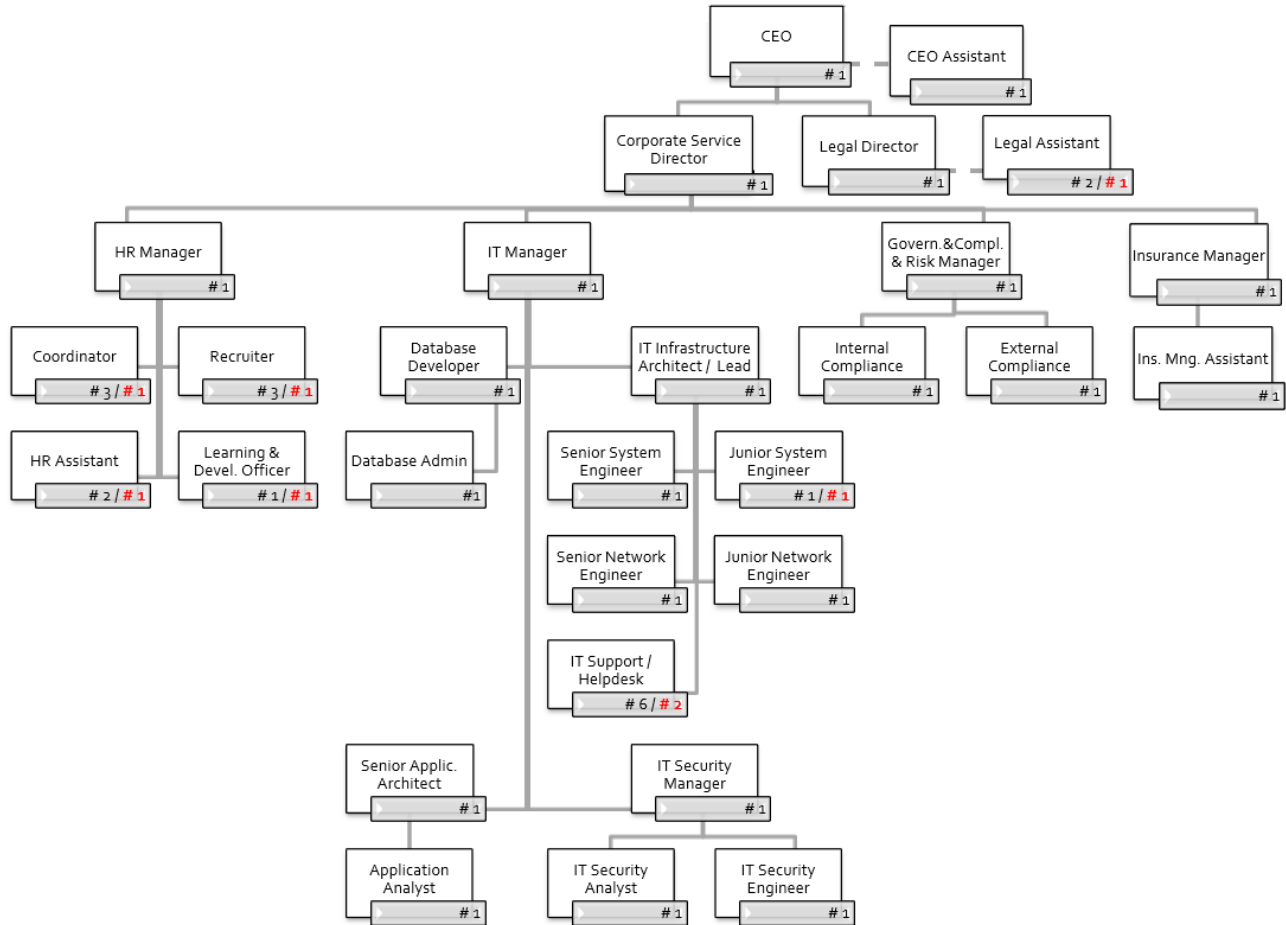 CEO
# 1
CEO Assistant
# 1
Corporate Service
Director
# 1
Legal Director
# 1
Legal Assistant
# 2 / # 1
HR Manager
# 1
IT Manager
# 1
Govern.&Compl.
& Risk Manager
# 1
Insurance Manager
# 1
Coordinator
# 3 / # 1
Recruiter
# 3 / # 1
Database
Developer
# 1
IT Infrastructure
Architect / Lead
# 1
Internal
Compliance
# 1
External
Compliance
# 1
Ins. Mng. Assistant
# 1
HR Assistant
# 2 / # 1
Learning &
Devel. Officer
# 1 / # 1
Database Admin
#1
Senior System
Engineer
# 1
Junior System
Engineer
# 1 / # 1
Senior Network
Engineer
# 1
Junior Network
Engineer
# 1
IT Support /
Helpdesk
# 6 / # 2
Senior Applic.
Architect
# 1
IT Security
Manager
# 1
Application
Analyst
# 1
IT Security
Analyst
# 1
IT Security
Engineer
# 1